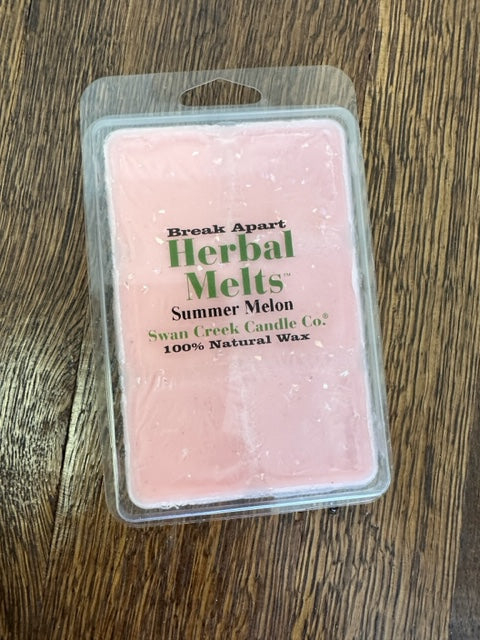 Break Apart
Herbal
Melts™
Summer Melon
Swan Creek Candle Co.®
100% Natural Wax